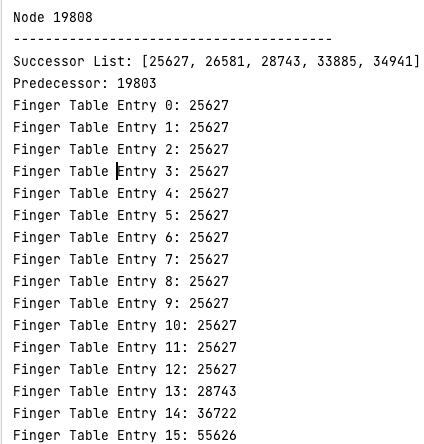 Node 19808
----------------------------------------
Successor List: [25627, 26581, 28743, 33885, 34941]
Predecessor: 19803
Finger Table Entry 0: 25627
Finger Table Entry 1: 25627
Finger Table Entry 2: 25627
Finger Table Entry 3: 25627
Finger Table Entry 4: 25627
Finger Table Entry 5: 25627
Finger Table Entry 6: 25627
Finger Table Entry 7: 25627
Finger Table Entry 8: 25627
Finger Table Entry 9: 25627
Finger Table Entry 10: 25627
Finger Table Entry 11: 25627
Finger Table Entry 12: 25627
Finger Table Entry 13: 28743
Finger Table Entry 14: 36722
Finger Table Entry 15: 55626